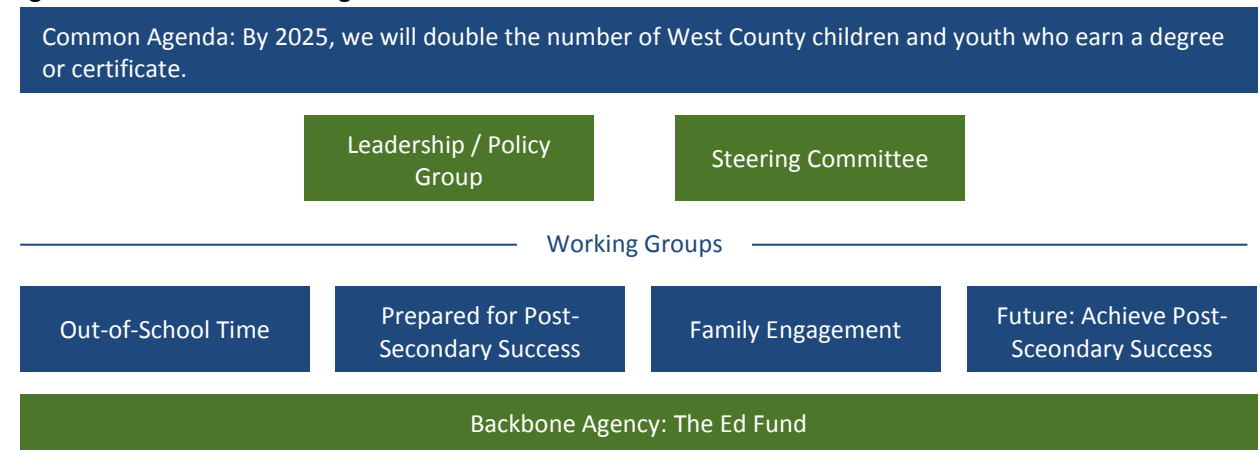 Common Agenda: By 2025, we will double the number of West County children and youth who earn a degree
or certificate.
Leadership / Policy
Group
Steering Committee
Working Groups
Out-of-School Time
Prepared for Post-
Secondary Success
Family Engagement
Future: Achieve Post-
Sceondary Success
Backbone Agency: The Ed Fund